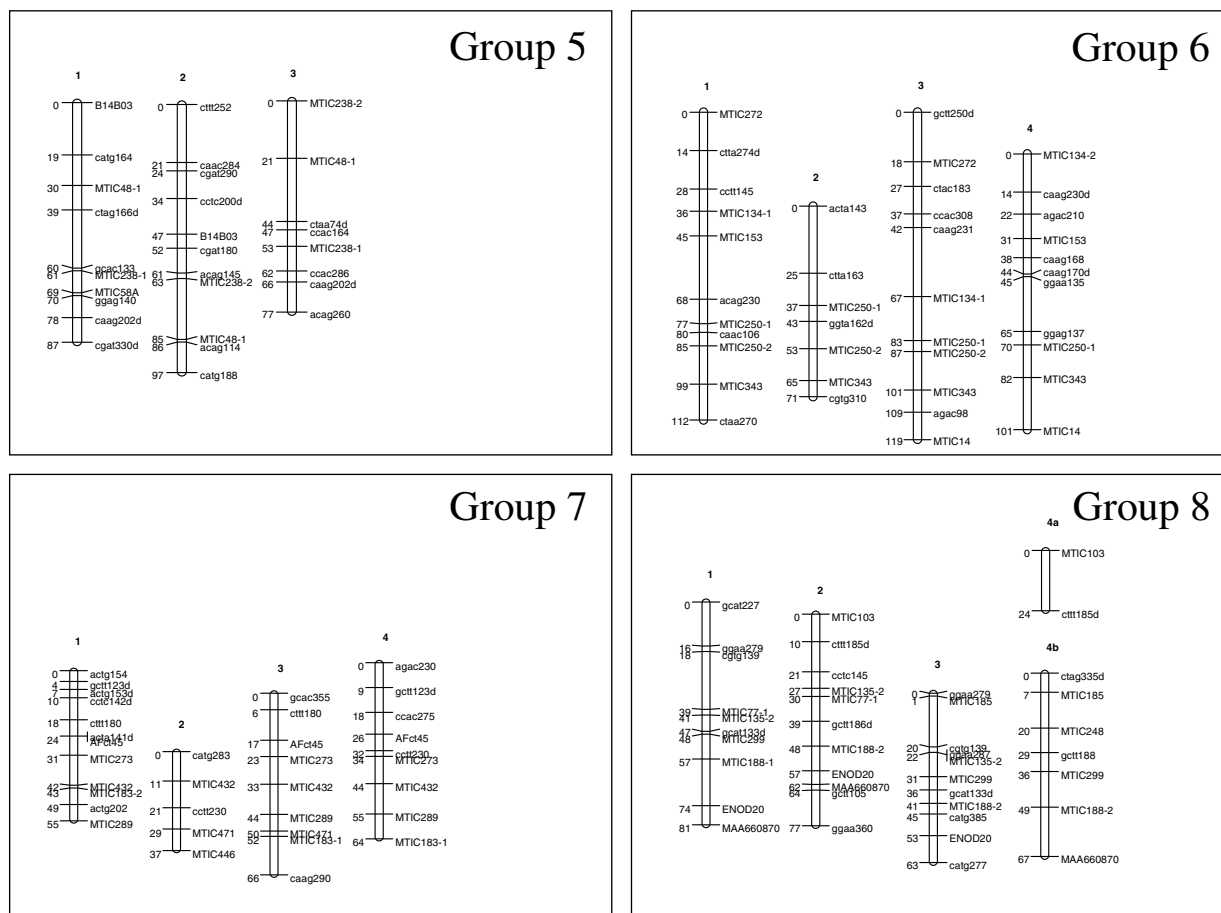 Group 5
1
0 B14B03
19 catg164
30 MTIC48-1
39 ctag166d
60 gcac133
61 MTIC238-1
69 MTIC58A
70 ggag140
78 caag202d
87 cgat330d
2
0 cttt252
21 caac284
24 cgat290
34 cctc200d
47 B14B03
52 cgat180
61 acag145
63 MTIC238-2
85 MTIC48-1
86 acag114
97 catg188
3
0 MTIC238-2
21 MTIC48-1
44 ctaa74d
47 ccac164
53 MTIC238-1
62 ccac286
66 caag202d
77 acag260
Group 6
1
0 MTIC272
14 ctta274d
28 cctt145
36 MTIC134-1
45 MTIC153
68 acag230
77 MTIC250-1
80 caac106
85 MTIC250-2
99 MTIC343
112 ctaa270
2
0 acta143
25 ctta163
37 MTIC250-1
43 ggta162d
53 MTIC250-2
65 MTIC343
71 cgtg310
3
0 gctt250d
18 MTIC272
27 ctac183
37 ccac308
42 caag231
67 MTIC134-1
83 MTIC250-1
87 MTIC250-2
101 MTIC343
109 agac98
119 MTIC14
4
0 MTIC134-2
14 caag230d
22 agac210
31 MTIC153
38 caag168
44 caag170d
45 ggaa135
65 ggag137
70 MTIC250-1
82 MTIC343
101 MTIC14
Group 7
1
0 actg154
4 gctt123d
7 actg153d
10 cctc142d
18 cttt180
acta141d
24 AFct45
31 MTIC273
42 MTIC432
43 MTIC183-2
49 actg202
55 MTIC289
2
0 catg283
11 MTIC432
21 cctt230
29 MTIC471
37 MTIC446
3
0 gcac355
6 cttt180
17 AFct45
23 MTIC273
33 MTIC432
44 MTIC289
50 MTIC471
52 MTIC183-1
66 caag290
4
0 agac230
9 gctt123d
18 ccac275
26 AFct45
32 cctt230
34 MTIC273
44 MTIC432
55 MTIC289
64 MTIC183-1
Group 8
1
0 gcat227
16 ggaa279
18 cgtg139
39 MTIC77-1
41 MTIC135-2
47 gcat133d
48 MTIC299
57 MTIC188-1
74 ENOD20
81 MAA660870
2
0 MTIC103
10 cttt185d
21 cctc145
27 MTIC135-2
30 MTIC77-1
39 gctt186d
48 MTIC188-2
57 ENOD20
62 MAA660870
64 gctt105
77 ggaa360
3
0 ggaa279
1 MTIC185
20 cgtg139
22 ggaa287
MTIC135-2
31 MTIC299
36 gcat133d
41 MTIC188-2
45 catg385
53 ENOD20
63 catg277
4a
0 MTIC103
24 cttt185d
4b
0 ctag335d
7 MTIC185
20 MTIC248
29 gctt188
36 MTIC299
49 MTIC188-2
67 MAA660870